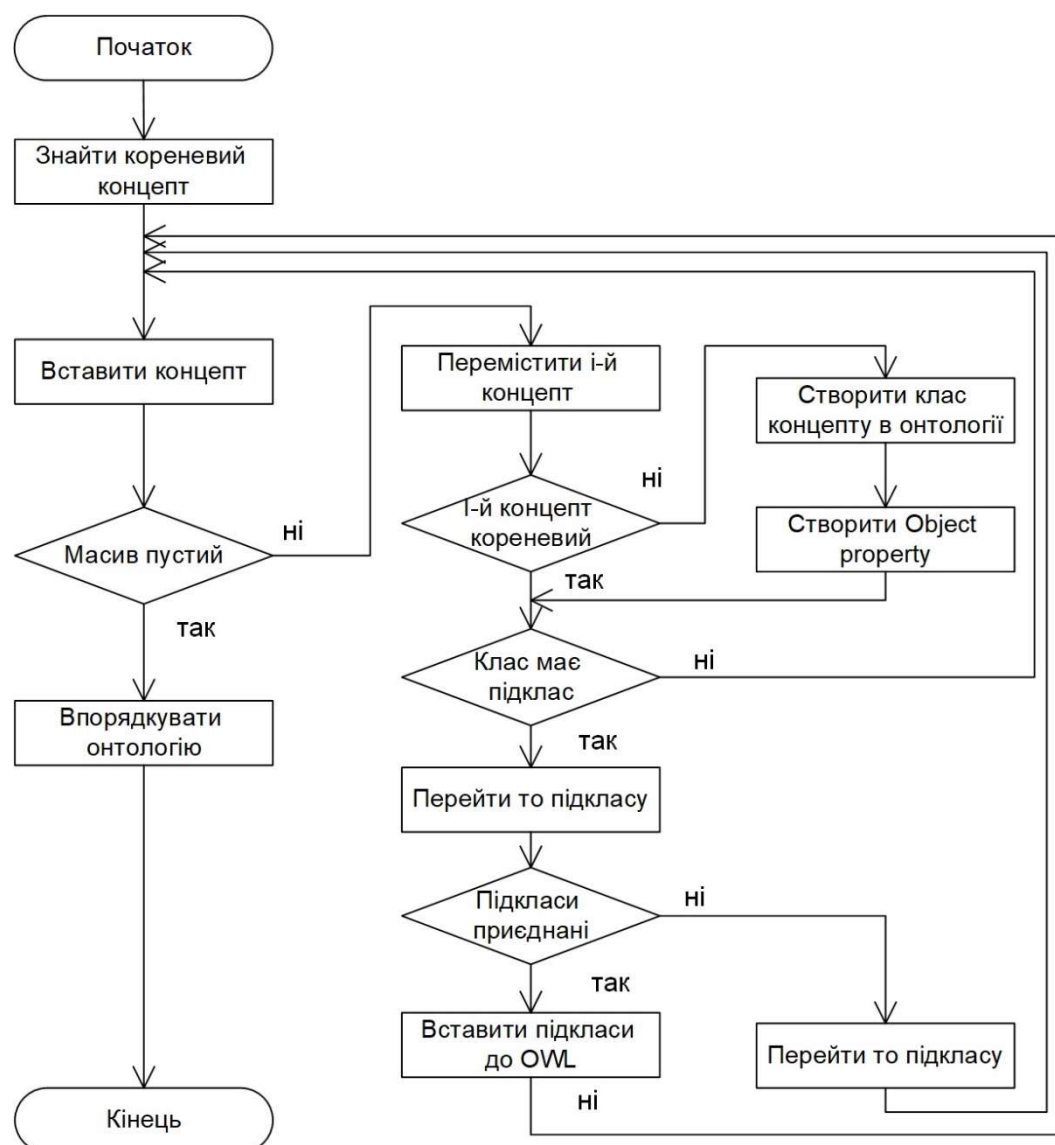 Початок
Знайти кореневий
концепт
Вставити концепт
Масив пустий
ні
так
Впорядкувати
онтологію
Кінець
Перемістити і-й
концепт
І-й концепт
кореневий
ні
так
Створити клас
концепту в онтології
Створити Object
property
Клас має
підклас
ні
так
Перейти то підкласу
Підкласи
приєднані
ні
так
Вставити підкласи
до OWL
ні
Перейти то підкласу